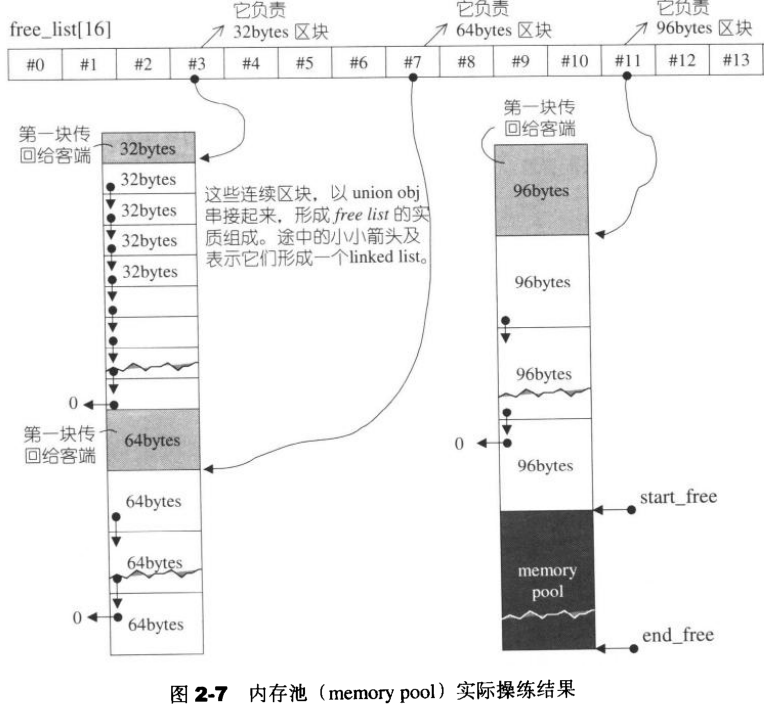 它负责
32bytes 区块
它负责
64bytes 区块
它负责
96bytes 区块
free_list[16]
#0 #1 #2 #3 #4 #5 #6 #7 #8 #9 #10 #11 #12 #13
第一块传
回给客端
32bytes
32bytes
32bytes
32bytes
32bytes
0
这些连续区块，以 union obj
串接起来，形成 free list 的实
质组成。途中的小小箭头及
表示它们形成一个linked list。
第一块传
回给客端
64bytes
64bytes
64bytes
0
64bytes
第一块传
回给客端
96bytes
96bytes
96bytes
0
96bytes
start_free
memory
pool
end_free
图 2-7 内存池（memory pool）实际操练结果